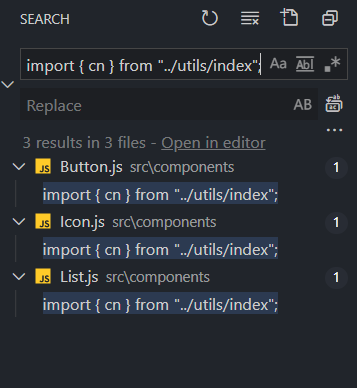 SEARCH
import { cn } from "../utils/index"; Aa Abl .*
Replace AB
...
3 results in 3 files - Open in editor
JS Button.js src\components 1
import { cn } from "../utils/index";
JS Icon.js src\components 1
import { cn } from "../utils/index";
JS List.js src\components 1
import { cn } from "../utils/index";